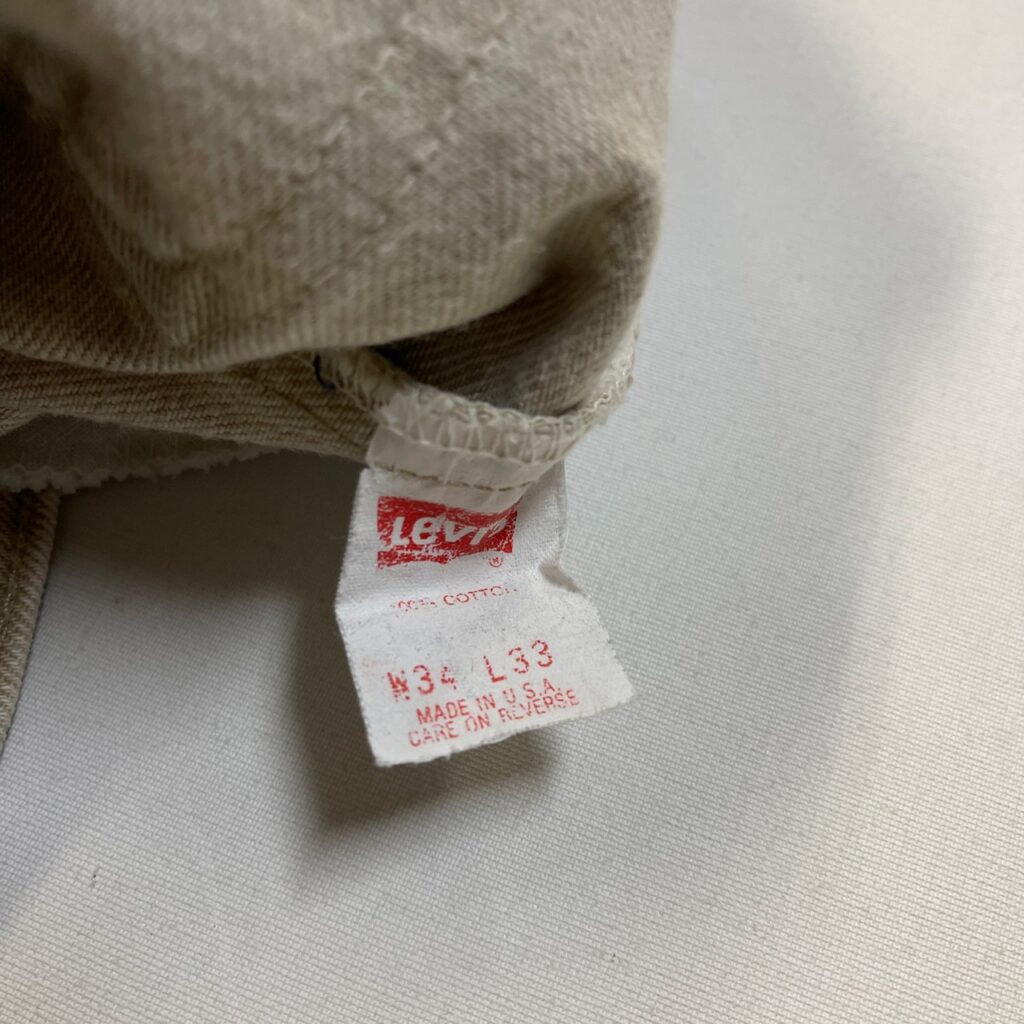 Levi's
®
100% COTTON
W34 L33
MADE IN U.S.A.
CARE ON REVERSE